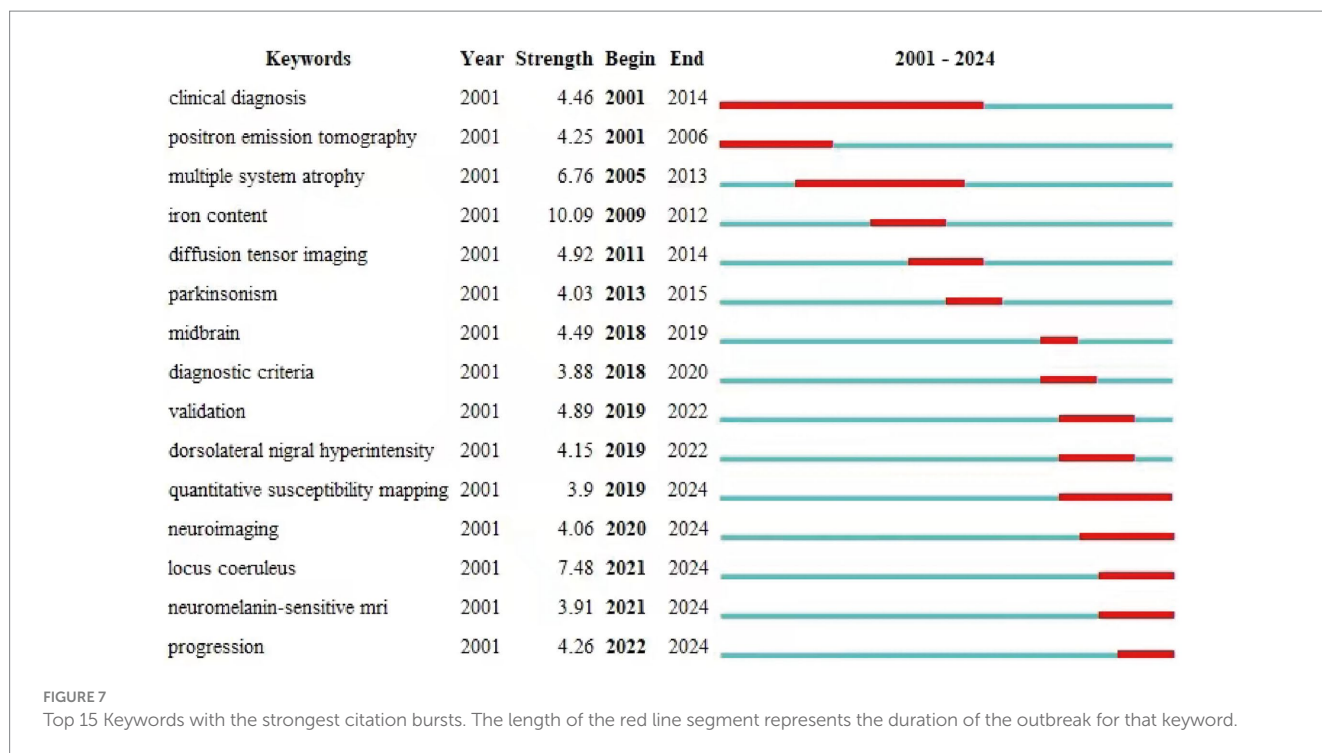 Keywords Year Strength Begin End 2001 - 2024
clinical diagnosis 2001 4.46 2001 2014
positron emission tomography 2001 4.25 2001 2006
multiple system atrophy 2001 6.76 2005 2013
iron content 2001 10.09 2009 2012
diffusion tensor imaging 2001 4.92 2011 2014
parkinsonism 2001 4.03 2013 2015
midbrain 2001 4.49 2018 2019
diagnostic criteria 2001 3.88 2018 2020
validation 2001 4.89 2019 2022
dorsolateral nigral hyperintensity 2001 4.15 2019 2022
quantitative susceptibility mapping 2001 3.9 2019 2024
neuroimaging 2001 4.06 2020 2024
locus coeruleus 2001 7.48 2021 2024
neuromelanin-sensitive mri 2001 3.91 2021 2024
progression 2001 4.26 2022 2024
FIGURE 7
Top 15 Keywords with the strongest citation bursts. The length of the red line segment represents the duration of the outbreak for that keyword.